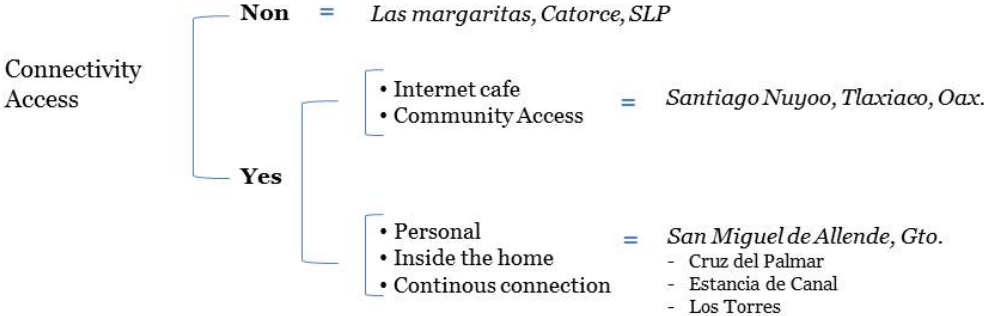 Non = Las margaritas, Catorce, SLP
Connectivity
Access
• Internet cafe
• Community Access
= Santiago Nuyoo, Tlaxiaco, Oax.
Yes
• Personal
• Inside the home
• Continous connection
= San Miguel de Allende, Gto.
- Cruz del Palmar
- Estancia de Canal
- Los Torres